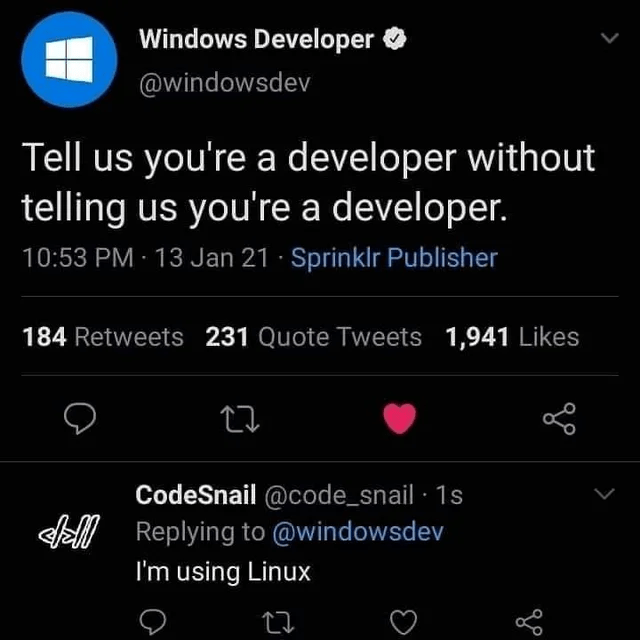 Windows Developer
@windowsdev
Tell us you're a developer without
telling us you're a developer.
10:53 PM · 13 Jan 21 · Sprinklr Publisher
184 Retweets 231 Quote Tweets 1,941 Likes
CodeSnail @code_snail · 1s
Replying to @windowsdev
I'm using Linux